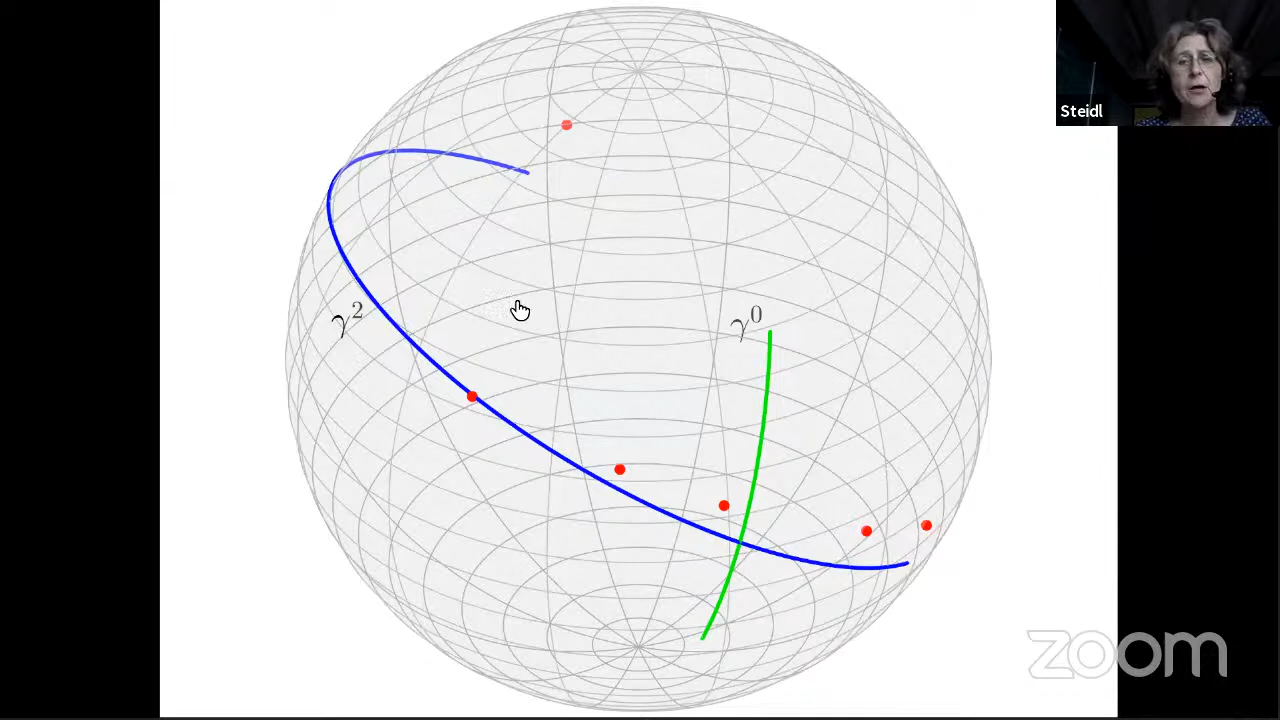 Steidl
γ²
γ⁰
zoom